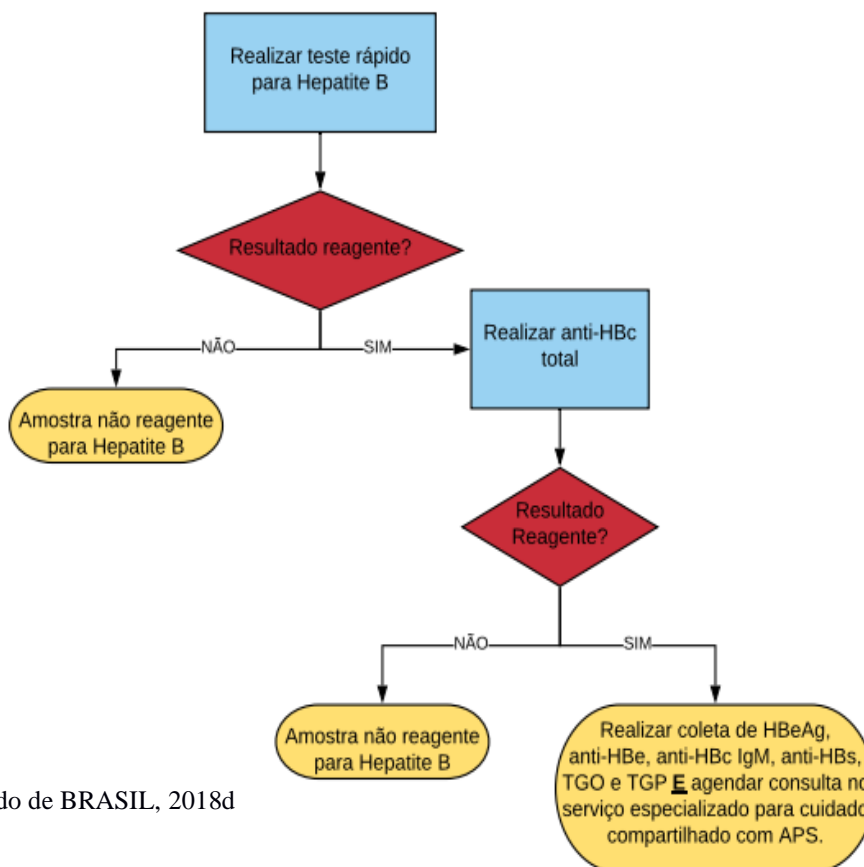 Realizar teste rápido
para Hepatite B
Resultado reagente?
NÃO
SIM
Amostra não reagente
para Hepatite B
Realizar anti-HBc
total
Resultado
Reagente?
NÃO
SIM
Amostra não reagente
para Hepatite B
Realizar coleta de HBeAg,
anti-HBe, anti-HBc IgM, anti-HBs,
TGO e TGP E agendar consulta no
serviço especializado para cuidado
compartilhado com APS.
do de BRASIL, 2018d